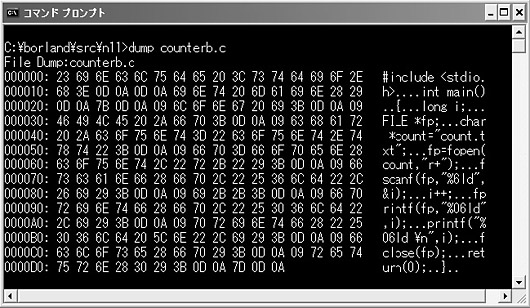 コマンド プロンプト
C:¥borland¥src¥n11>dump counterb.c
File Dump:counterb.c
000000: 23 69 6E 63 6C 75 64 65 20 3C 73 74 64 69 6F 2E   #include <stdio.
000010: 68 3E 0D 0A 0D 0A 69 6E 74 20 6D 61 69 6E 28 29   h>....int main()
000020: 0D 0A 7B 0D 0A 09 6C 6F 6E 67 20 69 3B 0D 0A 09   ..{...long i;...
000030: 46 49 4C 45 20 2A 66 70 3B 0D 0A 09 63 68 61 72   FILE *fp;...char
000040: 20 2A 63 6F 75 6E 74 3D 22 63 6F 75 6E 74 2E 74    *count="count.t
000050: 78 74 22 3B 0D 0A 09 66 70 3D 66 6F 70 65 6E 28   xt";...fp=fopen(
000060: 63 6F 75 6E 74 2C 22 72 2B 22 29 3B 0D 0A 09 66   count,"r+");...f
000070: 73 63 61 6E 66 28 66 70 2C 22 25 36 6C 64 22 2C   scanf(fp,"%6ld",
000080: 26 69 29 3B 0D 0A 09 69 2B 2B 3B 0D 0A 09 66 70   &i);...i++;...fp
000090: 72 69 6E 74 66 28 66 70 2C 22 25 30 36 6C 64 22   rintf(fp,"%06ld"
0000A0: 2C 69 29 3B 0D 0A 09 70 72 69 6E 74 66 28 22 25   ,i);...printf("%
0000B0: 30 36 6C 64 20 5C 6E 22 2C 69 29 3B 0D 0A 09 66   06ld ¥n",i);...f
0000C0: 63 6C 6F 73 65 28 66 70 29 3B 0D 0A 09 72 65 74   close(fp);...ret
0000D0: 75 72 6E 28 30 29 3B 0D 0A 7D 0D 0A               urn(0);..}..